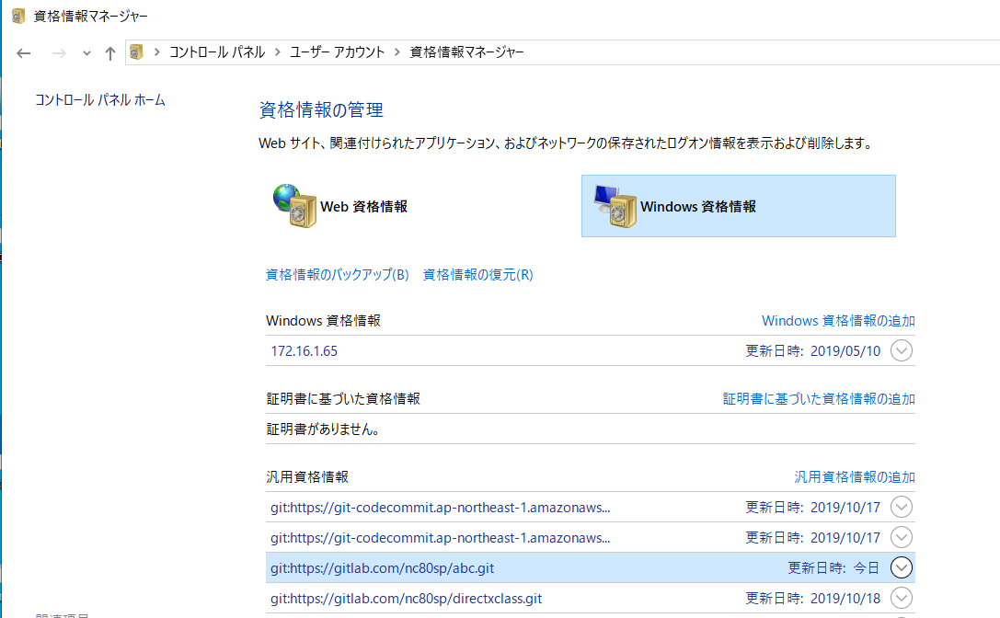 資格情報マネージャー
コントロール パネル > ユーザー アカウント > 資格情報マネージャー
コントロール パネル ホーム
資格情報の管理
Web サイト、関連付けられたアプリケーション、およびネットワークの保存されたログオン情報を表示および削除します。
Web 資格情報 Windows 資格情報
資格情報のバックアップ(B) 資格情報の復元(R)
Windows 資格情報 Windows 資格情報の追加
172.16.1.65 更新日時: 2019/05/10
証明書に基づいた資格情報 証明書に基づいた資格情報の追加
証明書がありません。
汎用資格情報 汎用資格情報の追加
git:https://git-codecommit.ap-northeast-1.amazonaws... 更新日時: 2019/10/17
git:https://git-codecommit.ap-northeast-1.amazonaws... 更新日時: 2019/10/17
git:https://gitlab.com/nc80sp/abc.git 更新日時: 今日
git:https://gitlab.com/nc80sp/directxclass.git 更新日時: 2019/10/18